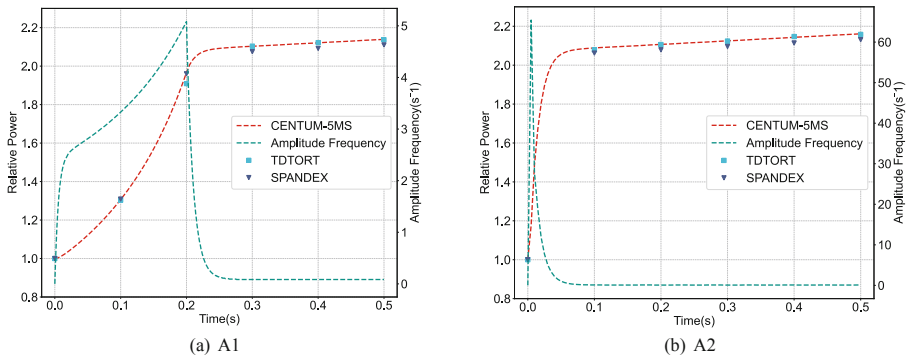 Relative Power
2.2
2.0
1.8
1.6
1.4
1.2
1.0
0.8
CENTUM-5MS
Amplitude Frequency
TDTORT
SPANDEX
5
4
3
2
1
0
Amplitude Frequency(s⁻¹)
0.0 0.1 0.2 0.3 0.4 0.5
Time(s)
(a) A1
Relative Power
2.2
2.0
1.8
1.6
1.4
1.2
1.0
0.8
CENTUM-5MS
Amplitude Frequency
TDTORT
SPANDEX
60
50
40
30
20
10
0
Amplitude Frequency(s⁻¹)
0.0 0.1 0.2 0.3 0.4 0.5
Time(s)
(b) A2